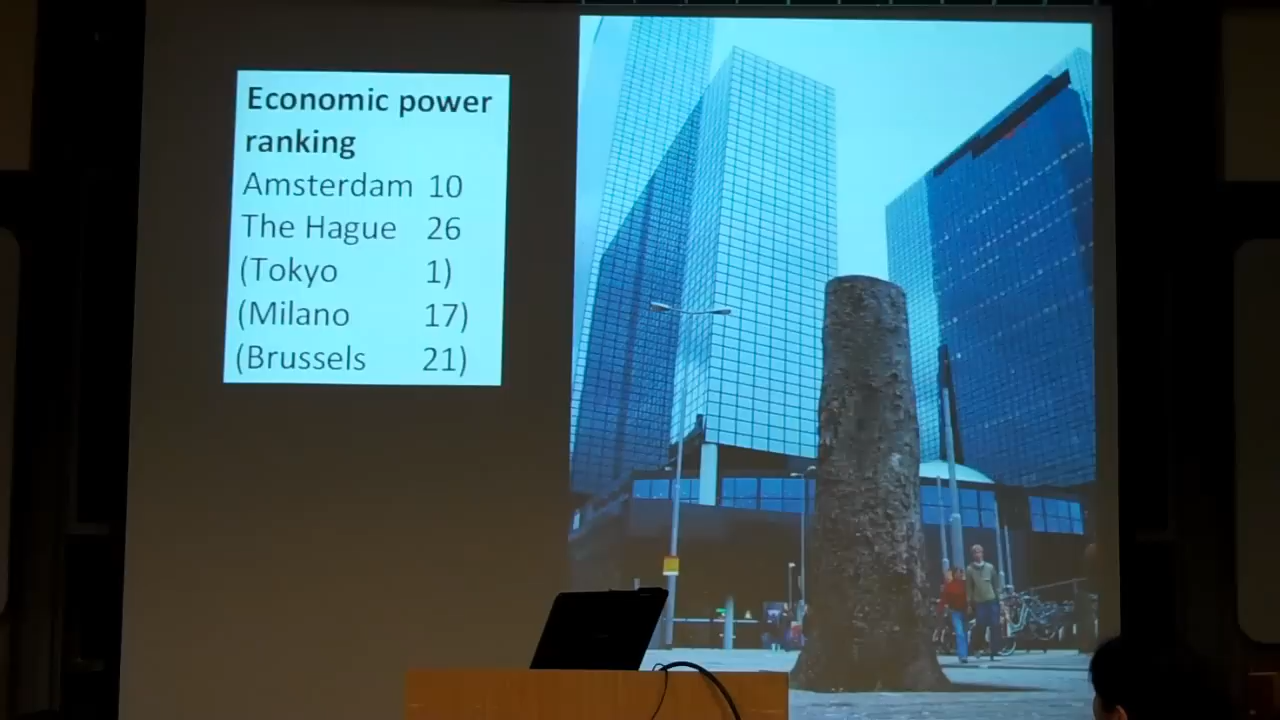 Economic power
ranking
Amsterdam 10
The Hague 26
(Tokyo 1)
(Milano 17)
(Brussels 21)